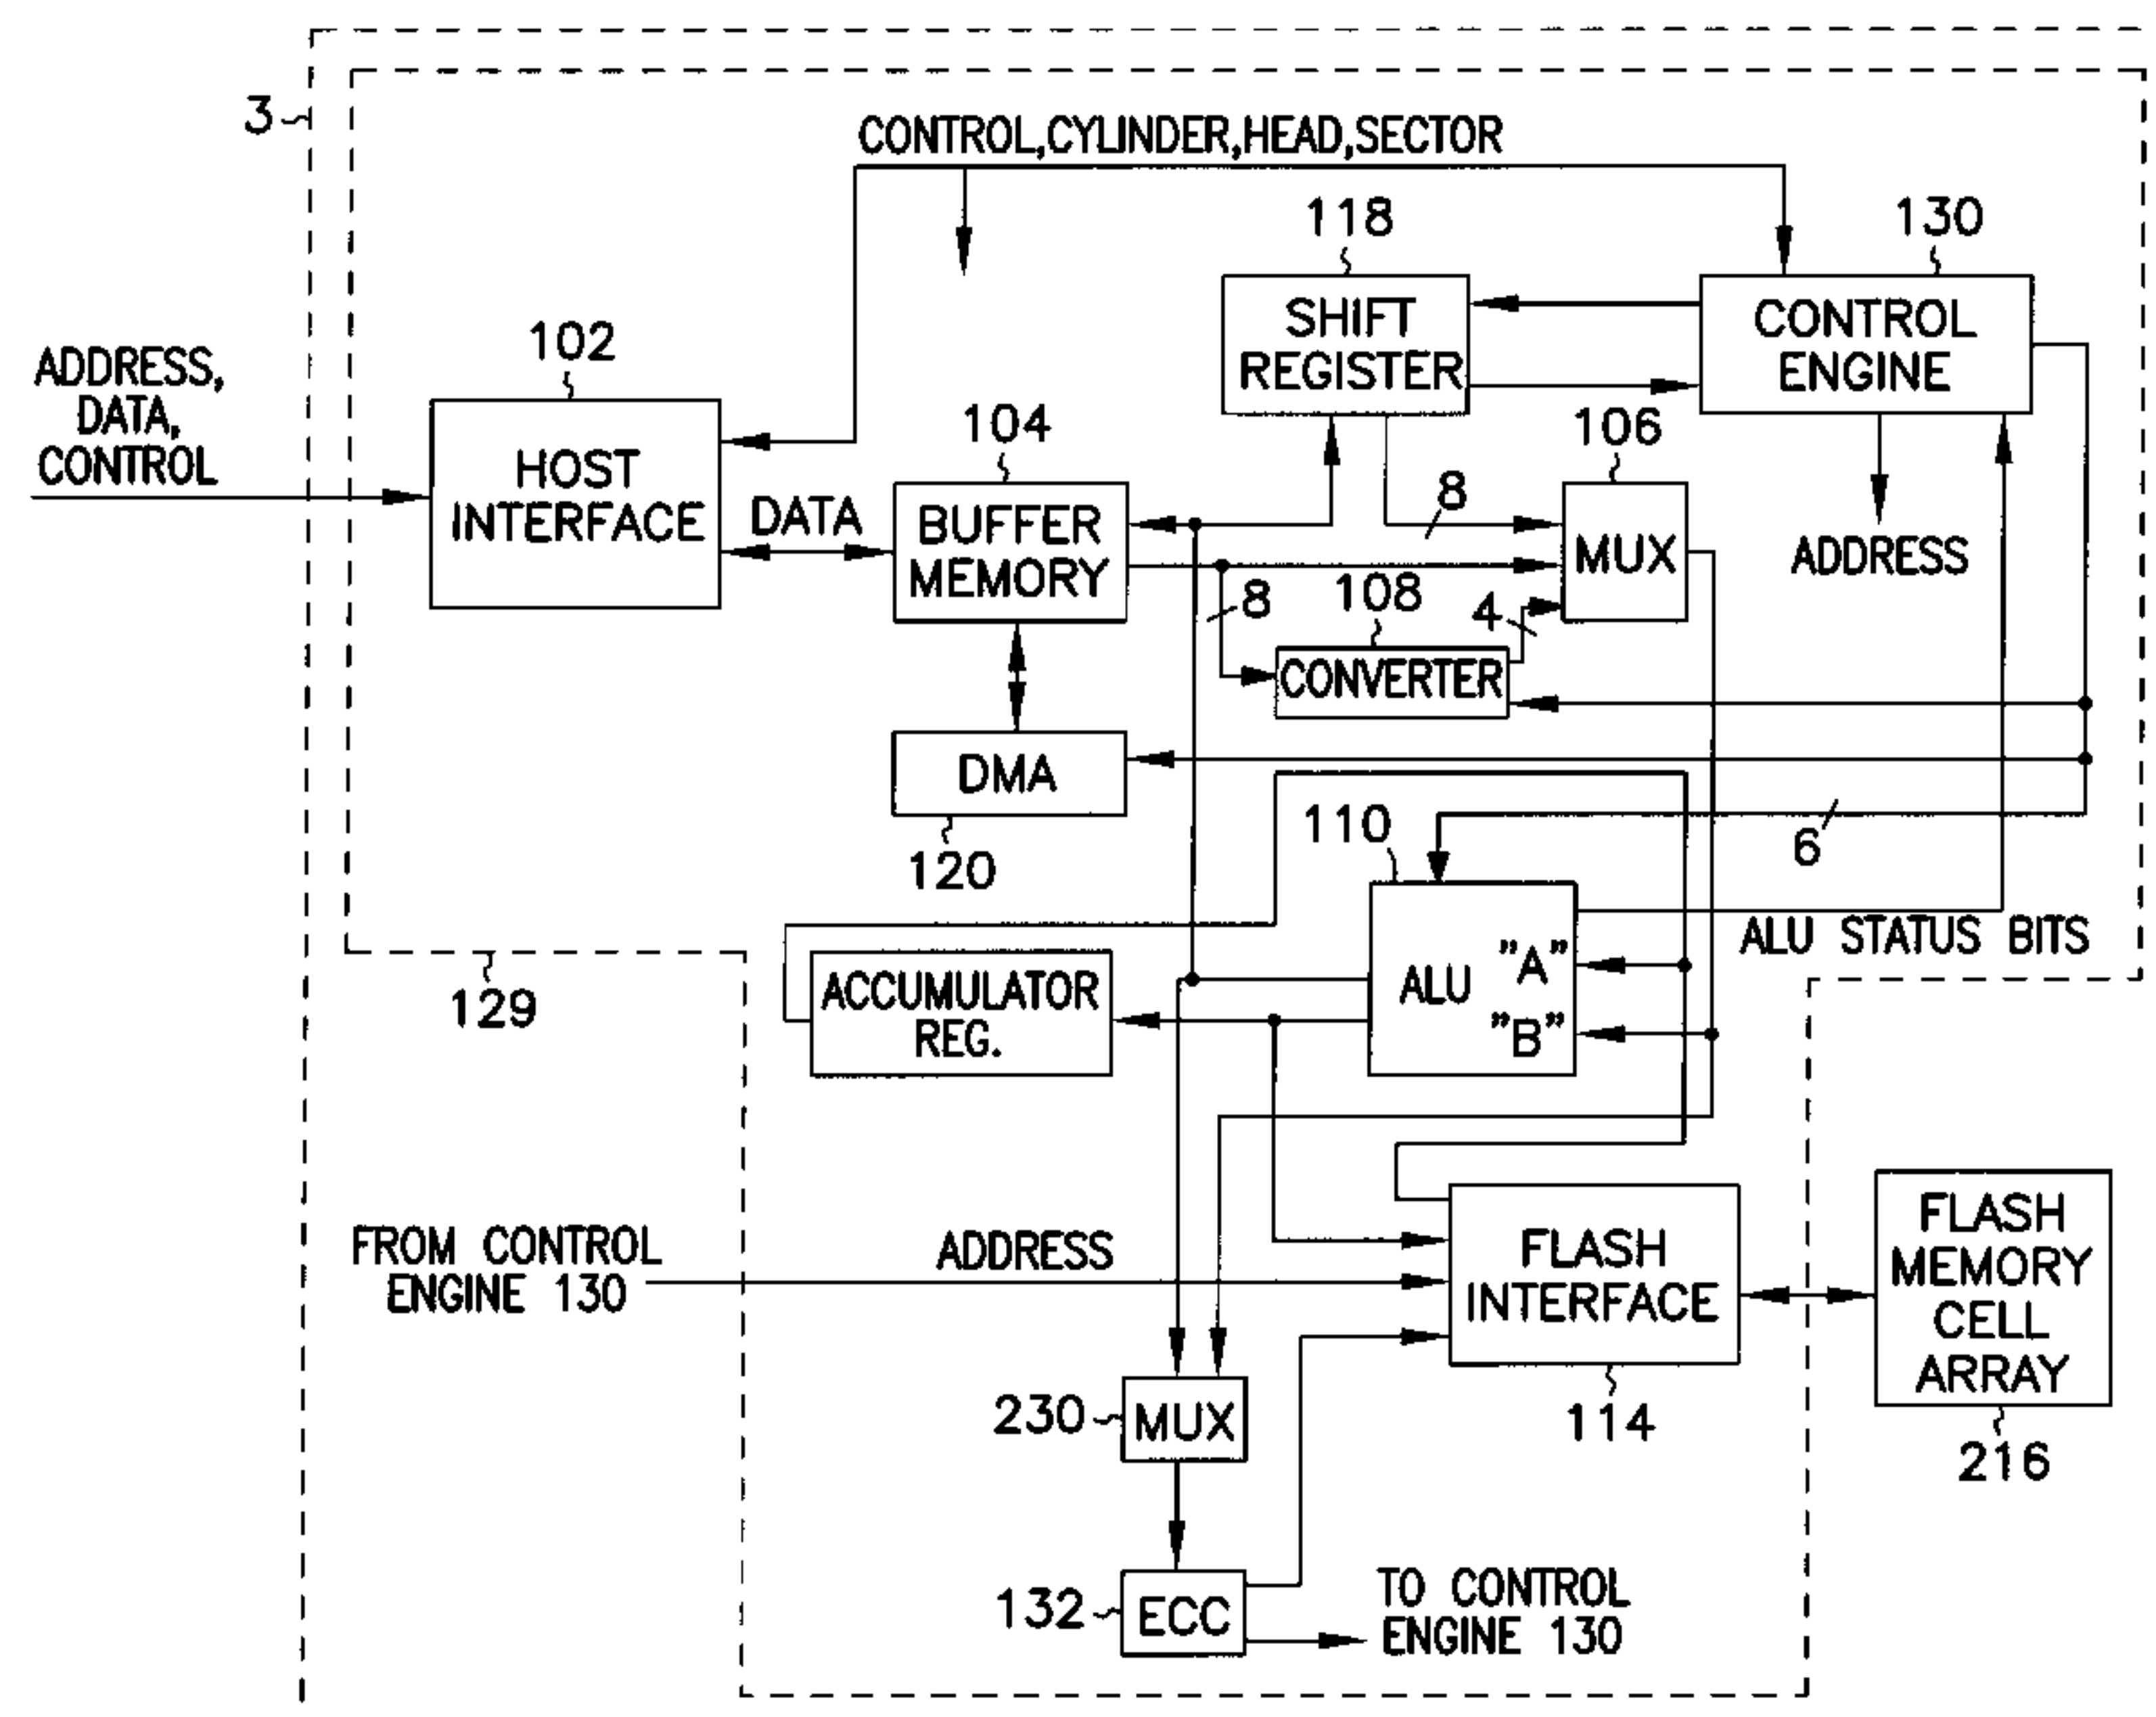 3
CONTROL,CYLINDER,HEAD,SECTOR
118
130
SHIFT
REGISTER
CONTROL
ENGINE
ADDRESS,
DATA,
CONTROL
102
HOST
INTERFACE
DATA
104
BUFFER
MEMORY
8
106
MUX
ADDRESS
8
108
4
CONVERTER
DMA
120
110
6
ALU
"A"
"B"
ALU STATUS BITS
129
ACCUMULATOR
REG.
FROM CONTROL
ENGINE 130
ADDRESS
FLASH
INTERFACE
114
FLASH
MEMORY
CELL
ARRAY
216
230
MUX
132
ECC
TO CONTROL
ENGINE 130